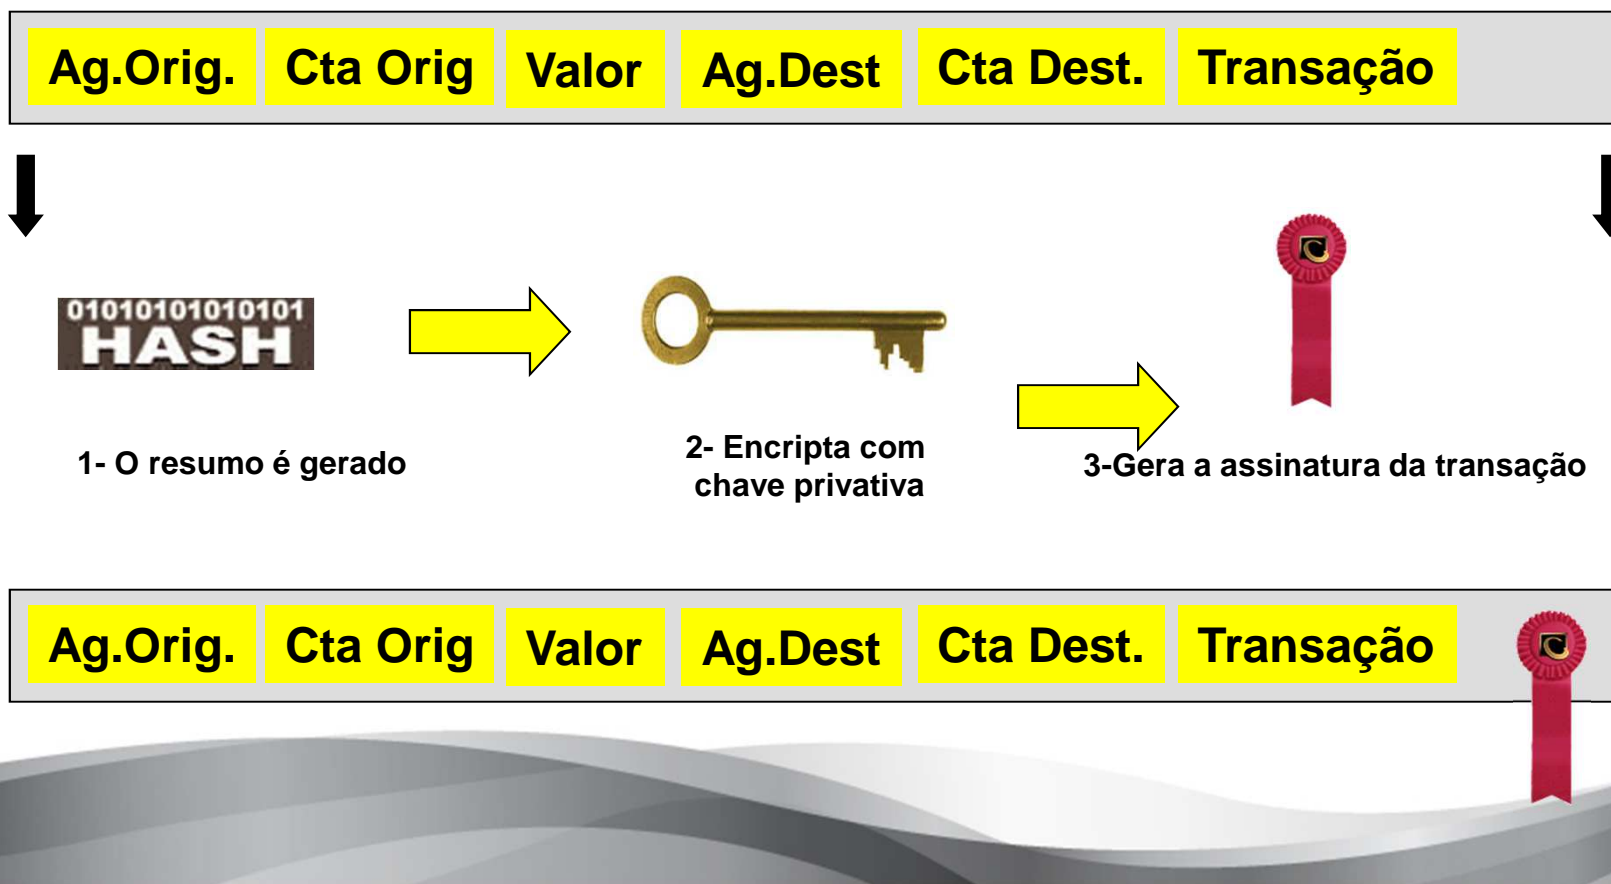 Ag.Orig. Cta Orig Valor Ag.Dest Cta Dest. Transação
01010101010101
HASH
1- O resumo é gerado
2- Encripta com
chave privativa
3-Gera a assinatura da transação
Ag.Orig. Cta Orig Valor Ag.Dest Cta Dest. Transação